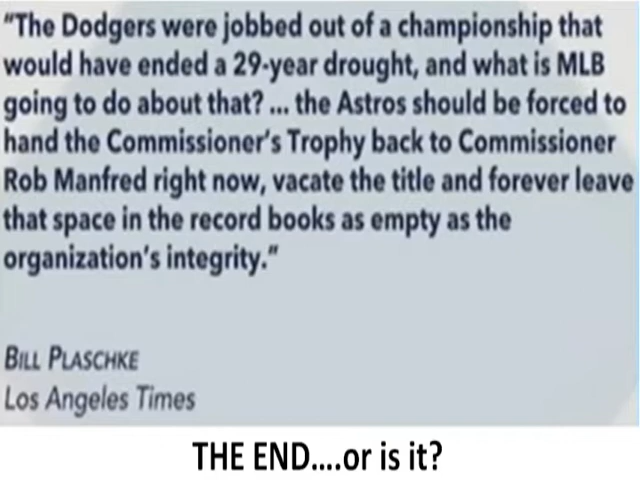 “The Dodgers were jobbed out of a championship that
would have ended a 29-year drought, and what is MLB
going to do about that? ... the Astros should be forced to
hand the Commissioner’s Trophy back to Commissioner
Rob Manfred right now, vacate the title and forever leave
that space in the record books as empty as the
organization’s integrity.”
BILL PLASCHKE
Los Angeles Times
THE END....or is it?